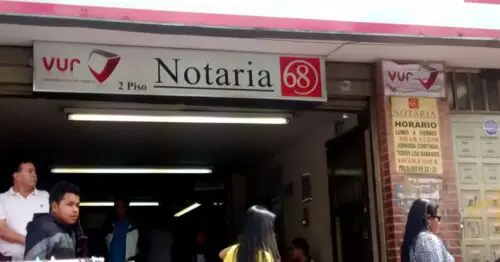 vur
2 Piso Notaria 68
vur
NOTARIA
HORARIO
LUNES A VIERNES
JORNADA CONTINUA
TODOS LOS SABADOS